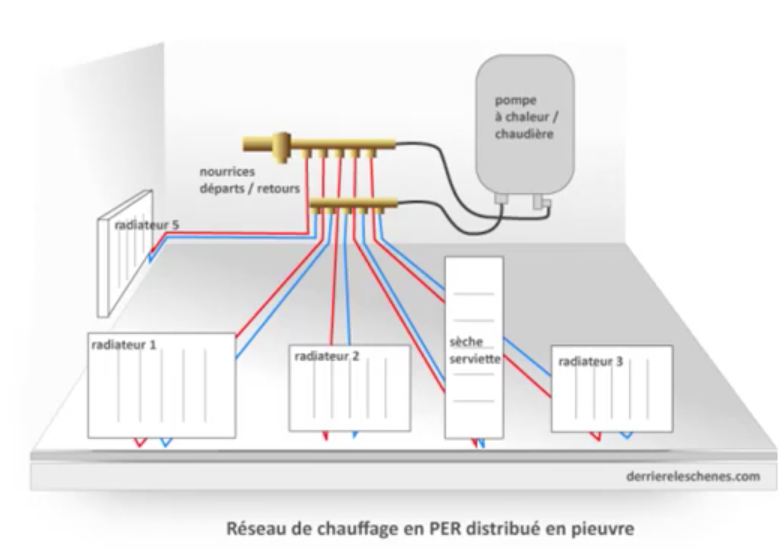 pompe
à chaleur /
chaudière
nourrices
départs / retours
radiateur 5
radiateur 1
radiateur 2
sèche
serviette
radiateur 3
derriereleschenes.com
Réseau de chauffage en PER distribué en pieuvre